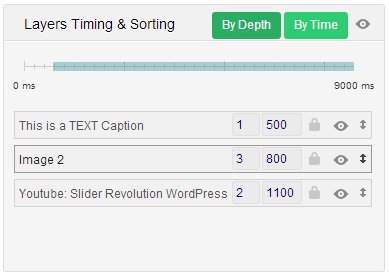 Layers Timing & Sorting By Depth By Time
0 ms 9000 ms
This is a TEXT Caption 1 500
Image 2 3 800
Youtube: Slider Revolution WordPress 2 1100